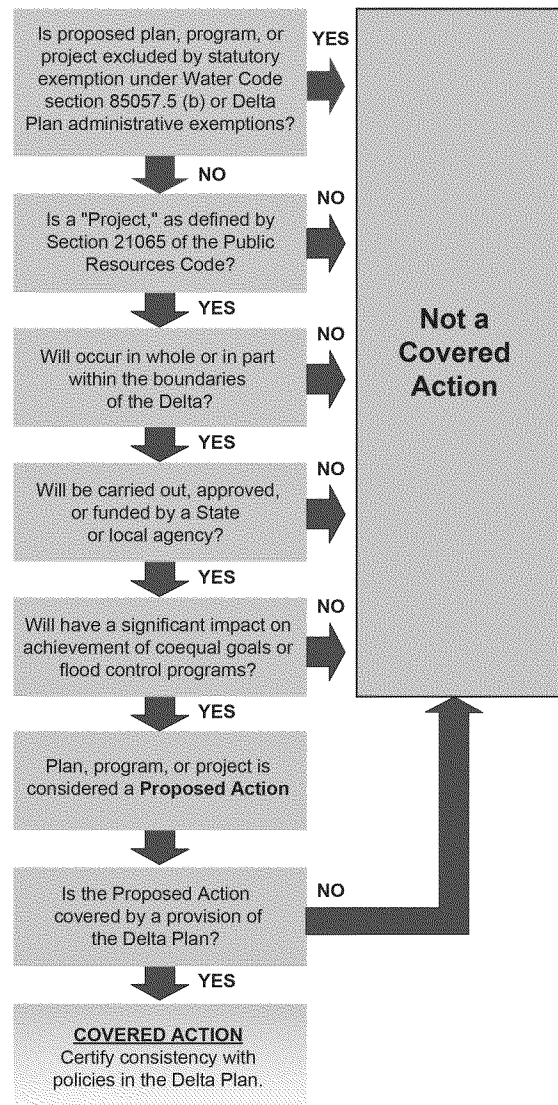 Is proposed plan, program, or
project excluded by statutory
exemption under Water Code
section 85057.5 (b) or Delta
Plan administrative exemptions?
YES
NO
Is a "Project," as defined by
Section 21065 of the Public
Resources Code?
NO
YES
Will occur in whole or in part
within the boundaries
of the Delta?
NO
YES
Will be carried out, approved,
or funded by a State
or local agency?
NO
YES
Will have a significant impact on
achievement of coequal goals or
flood control programs?
NO
YES
Plan, program, or project is
considered a Proposed Action
Is the Proposed Action
covered by a provision of
the Delta Plan?
NO
YES
COVERED ACTION
Certify consistency with
policies in the Delta Plan.
Not a
Covered
Action